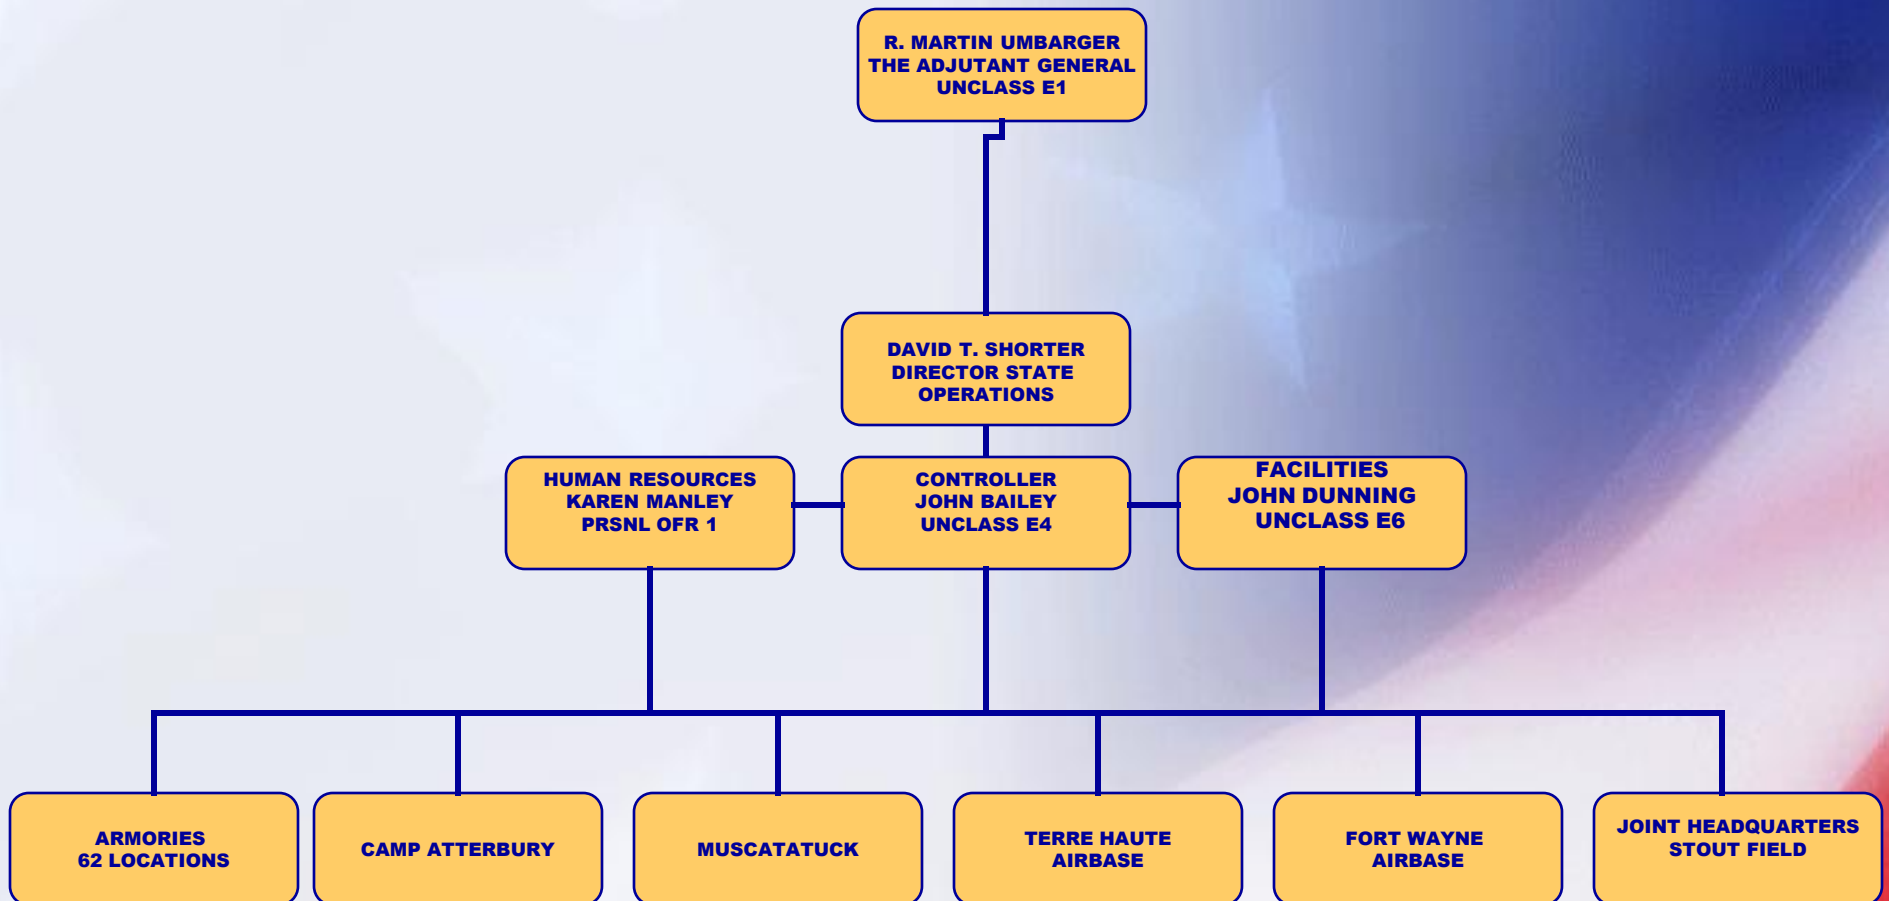 R. MARTIN UMBARGER
THE ADJUTANT GENERAL
UNCLASS E1
DAVID T. SHORTER
DIRECTOR STATE
OPERATIONS
HUMAN RESOURCES
KAREN MANLEY
PRSNL OFR 1
CONTROLLER
JOHN BAILEY
UNCLASS E4
FACILITIES
JOHN DUNNING
UNCLASS E6
ARMORIES
62 LOCATIONS
CAMP ATTERBURY
MUSCATATUCK
TERRE HAUTE
AIRBASE
FORT WAYNE
AIRBASE
JOINT HEADQUARTERS
STOUT FIELD